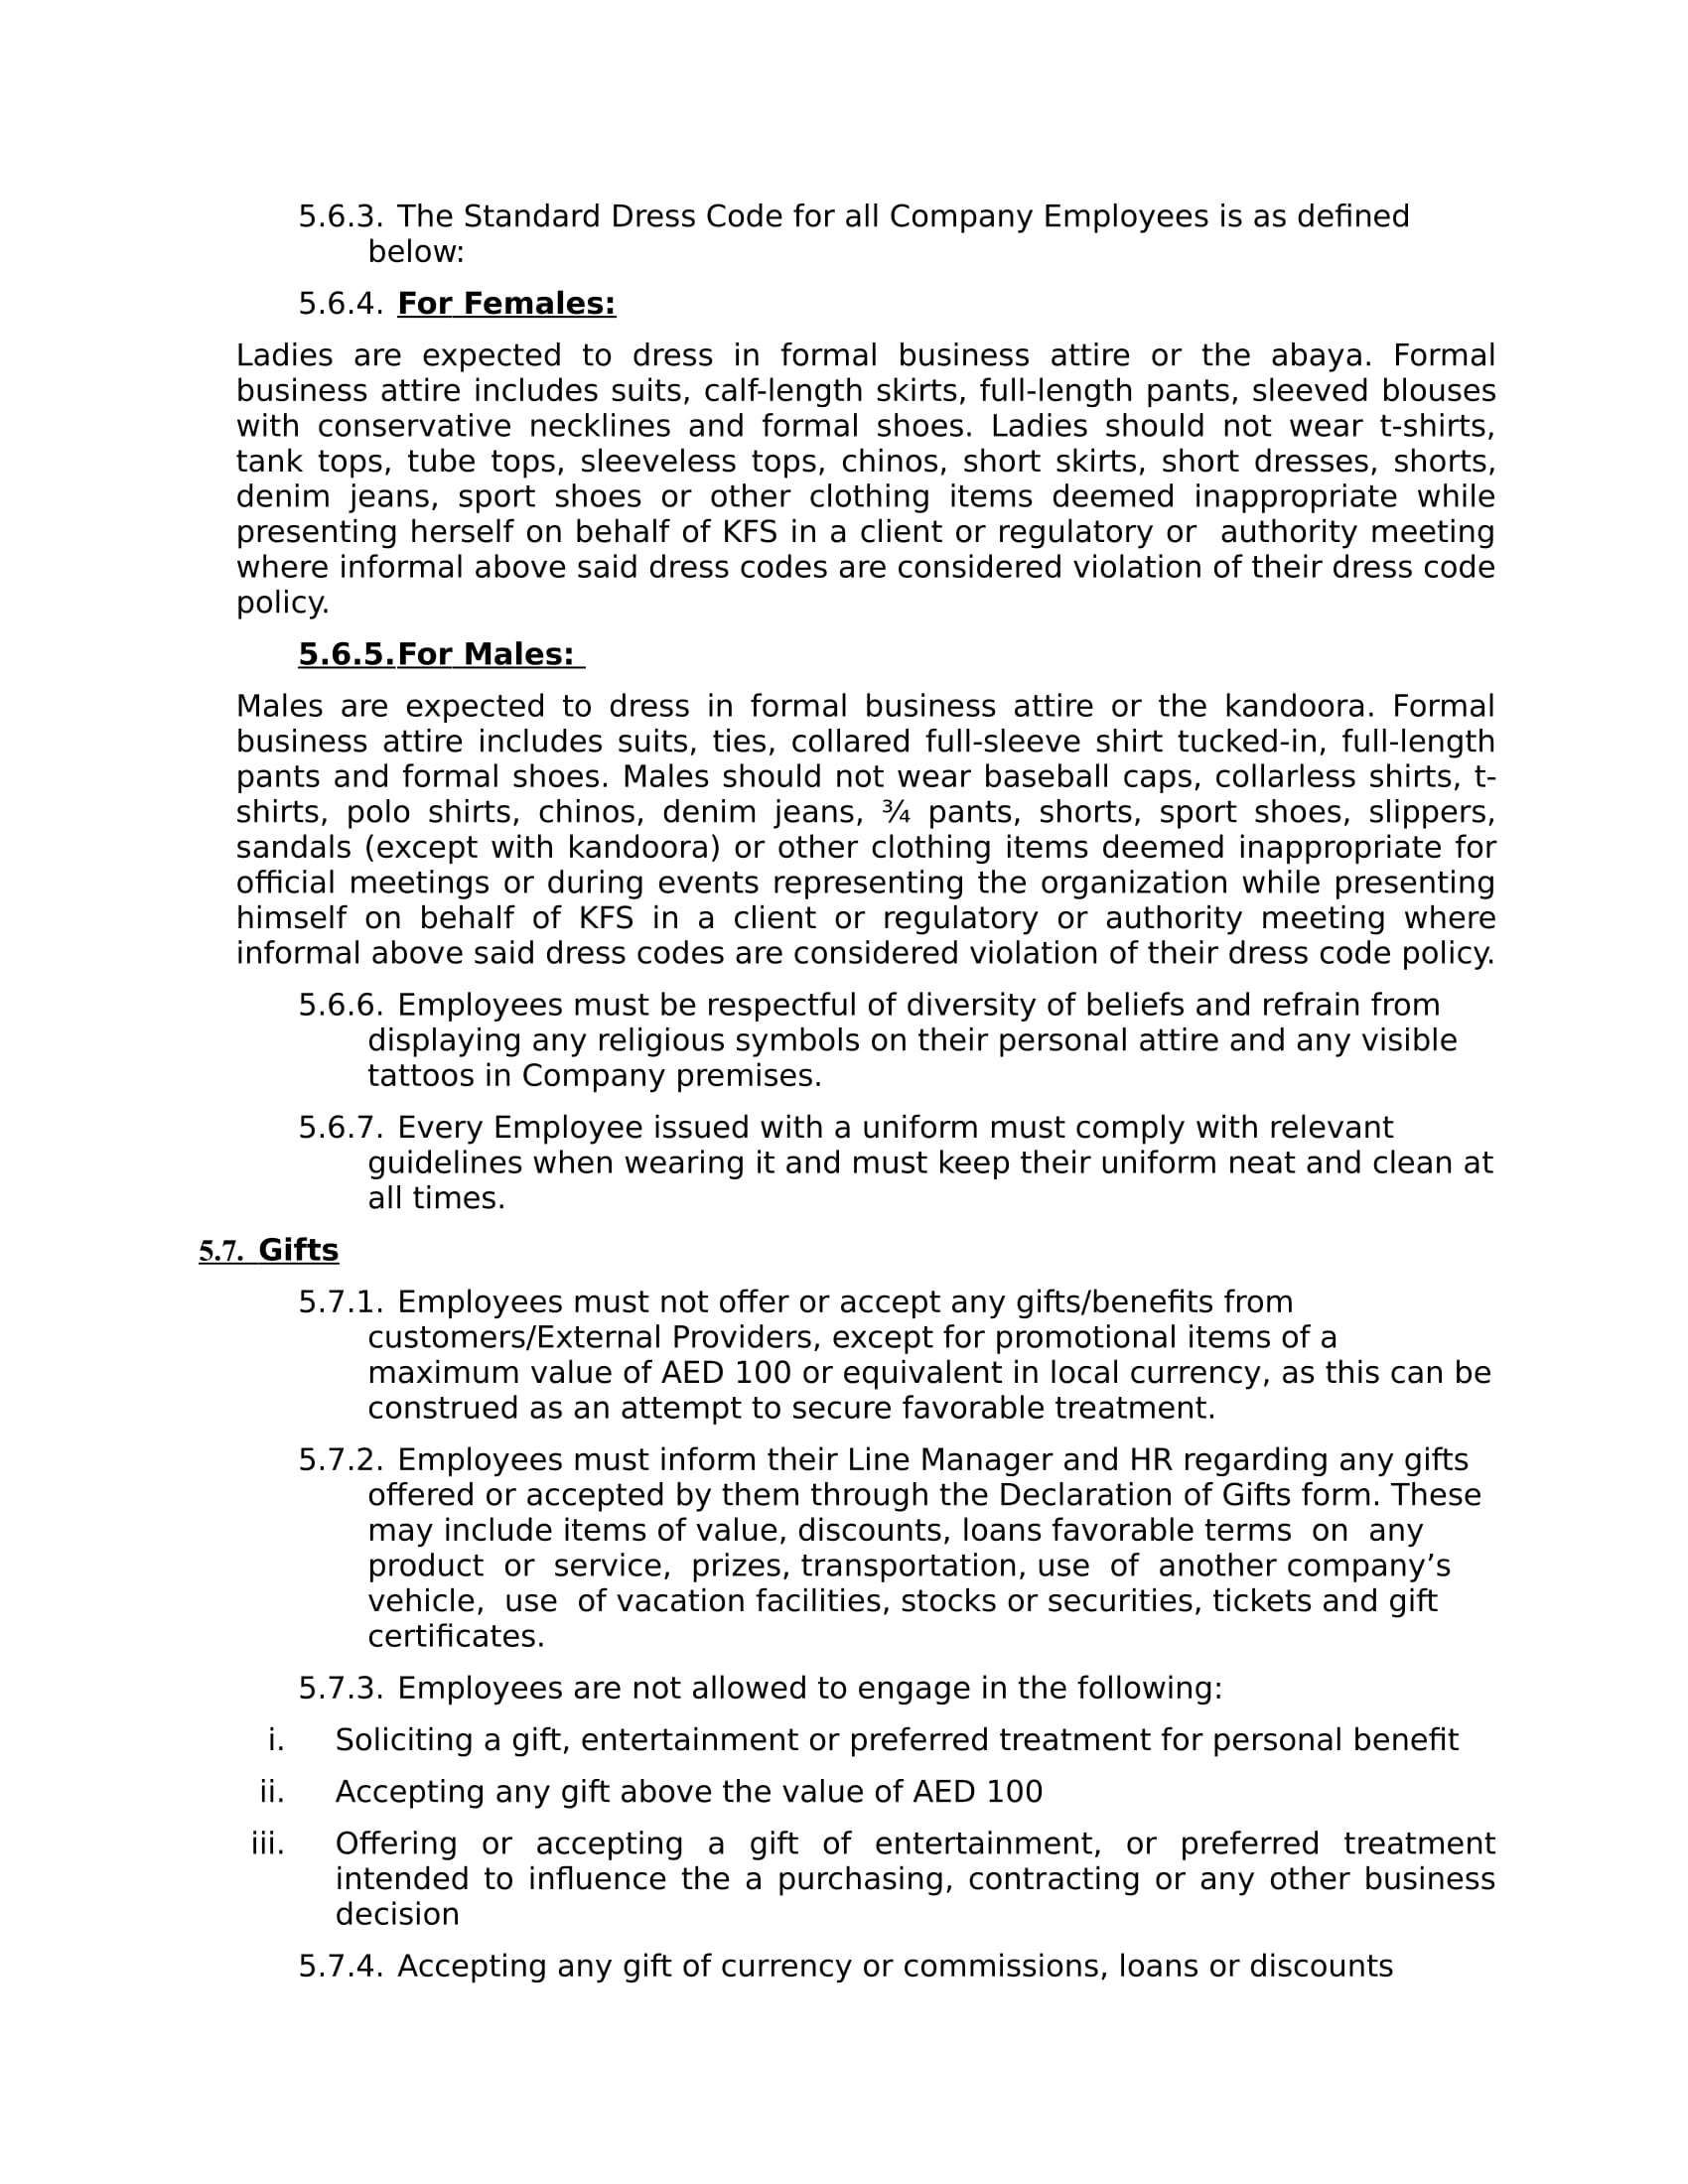 5.6.3. The Standard Dress Code for all Company Employees is as defined
below:
5.6.4. For Females:
Ladies are expected to dress in formal business attire or the abaya. Formal
business attire includes suits, calf-length skirts, full-length pants, sleeved blouses
with conservative necklines and formal shoes. Ladies should not wear t-shirts,
tank tops, tube tops, sleeveless tops, chinos, short skirts, short dresses, shorts,
denim jeans, sport shoes or other clothing items deemed inappropriate while
presenting herself on behalf of KFS in a client or regulatory or authority meeting
where informal above said dress codes are considered violation of their dress code
policy.
5.6.5. For Males:
Males are expected to dress in formal business attire or the kandoora. Formal
business attire includes suits, ties, collared full-sleeve shirt tucked-in, full-length
pants and formal shoes. Males should not wear baseball caps, collarless shirts, t-
shirts, polo shirts, chinos, denim jeans, ¾ pants, shorts, sport shoes, slippers,
sandals (except with kandoora) or other clothing items deemed inappropriate for
official meetings or during events representing the organization while presenting
himself on behalf of KFS in a client or regulatory or authority meeting where
informal above said dress codes are considered violation of their dress code policy.
5.6.6. Employees must be respectful of diversity of beliefs and refrain from
displaying any religious symbols on their personal attire and any visible
tattoos in Company premises.
5.6.7. Every Employee issued with a uniform must comply with relevant
guidelines when wearing it and must keep their uniform neat and clean at
all times.
5.7. Gifts
5.7.1. Employees must not offer or accept any gifts/benefits from
customers/External Providers, except for promotional items of a
maximum value of AED 100 or equivalent in local currency, as this can be
construed as an attempt to secure favorable treatment.
5.7.2. Employees must inform their Line Manager and HR regarding any gifts
offered or accepted by them through the Declaration of Gifts form. These
may include items of value, discounts, loans favorable terms on any
product or service, prizes, transportation, use of another company’s
vehicle, use of vacation facilities, stocks or securities, tickets and gift
certificates.
5.7.3. Employees are not allowed to engage in the following:
i. Soliciting a gift, entertainment or preferred treatment for personal benefit
ii. Accepting any gift above the value of AED 100
iii. Offering or accepting a gift of entertainment, or preferred treatment
intended to influence the a purchasing, contracting or any other business
decision
5.7.4. Accepting any gift of currency or commissions, loans or discounts